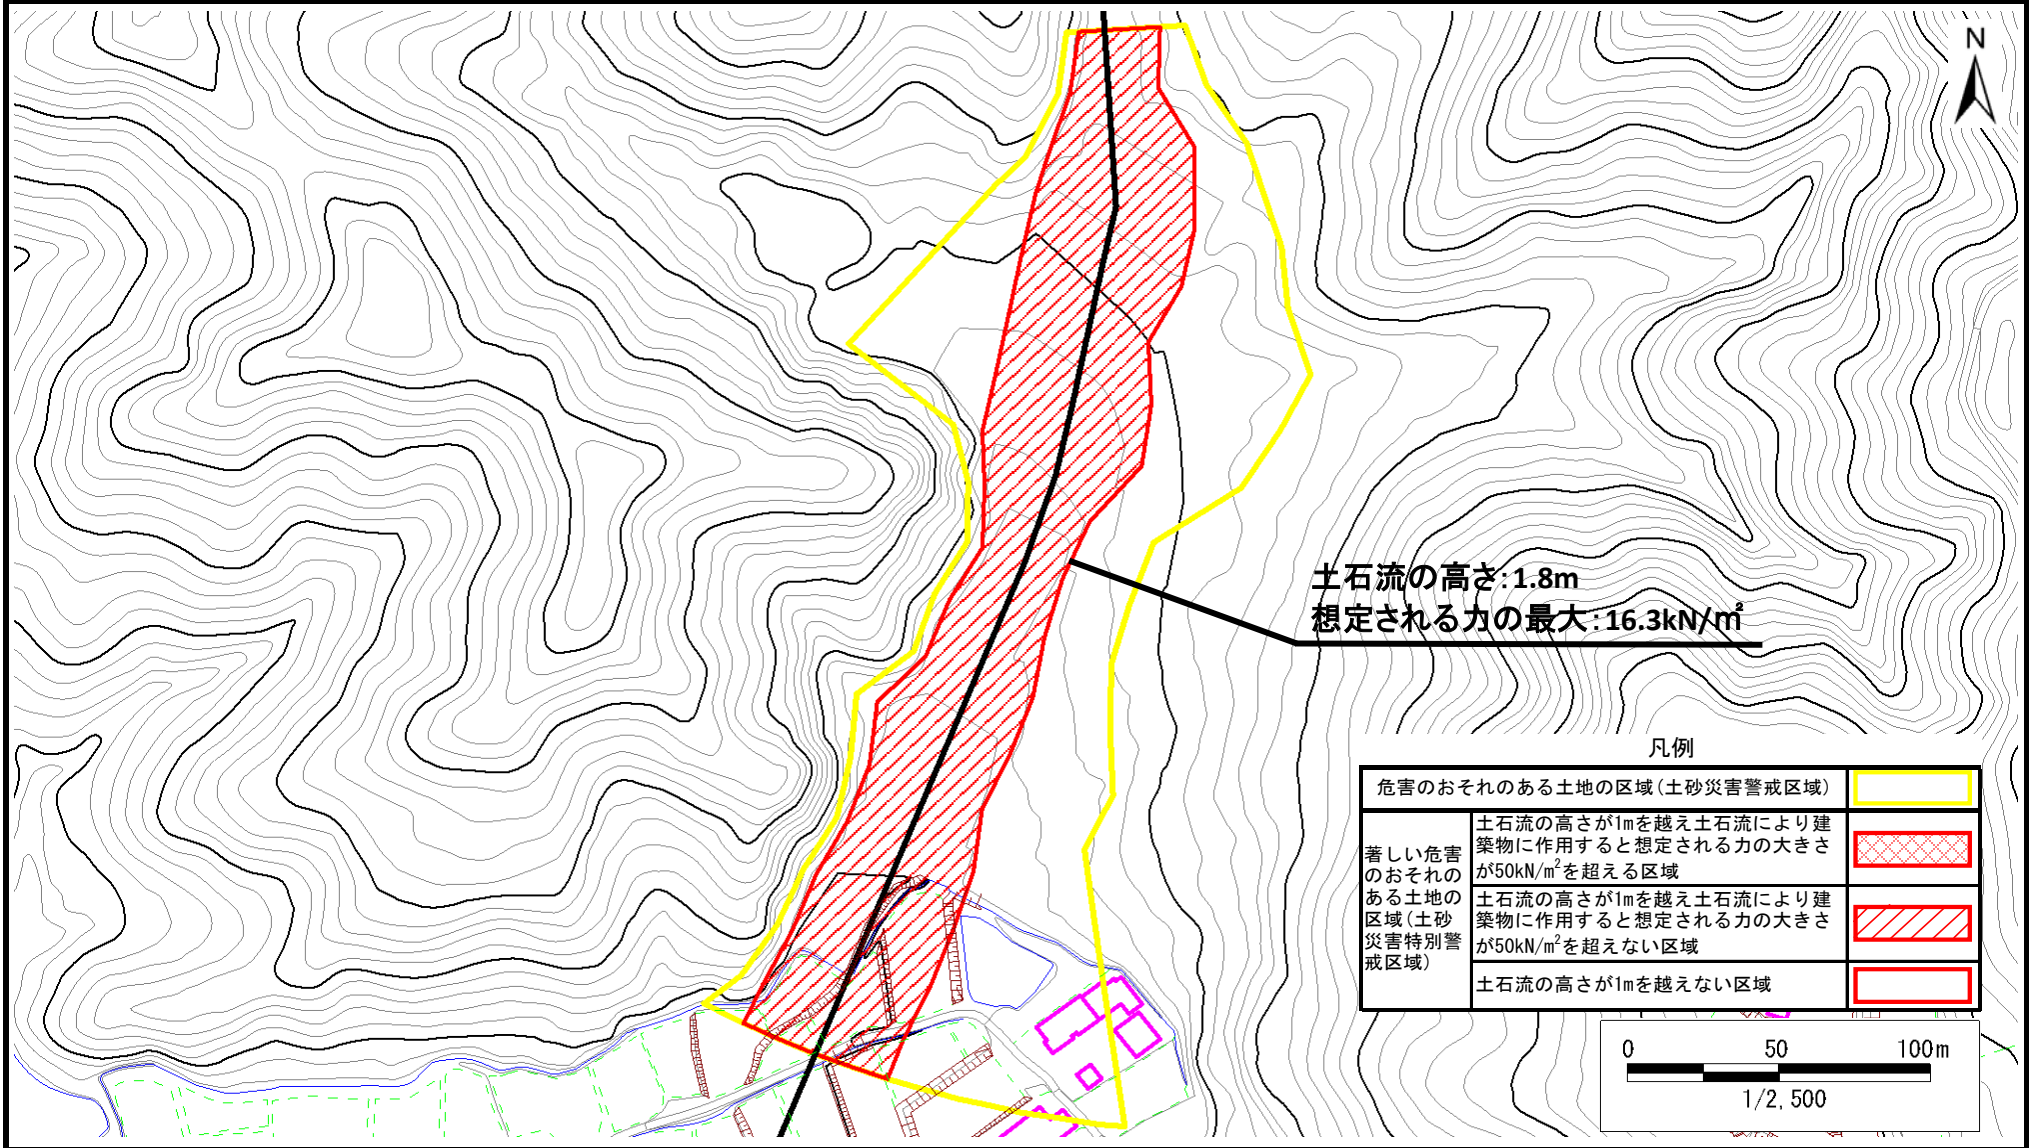 N
土石流の高さ:1.8m
想定される力の最大:16.3kN/㎡
凡例
危害のおそれのある土地の区域(土砂災害警戒区域)
著しい危害
のおそれの
ある土地の
区域(土砂
災害特別警
戒区域)
土石流の高さが1mを越え土石流により建
築物に作用すると想定される力の大きさ
が50kN/m²を超える区域
土石流の高さが1mを越え土石流により建
築物に作用すると想定される力の大きさ
が50kN/m²を超えない区域
土石流の高さが1mを越えない区域
0 50 100m
1/2,500